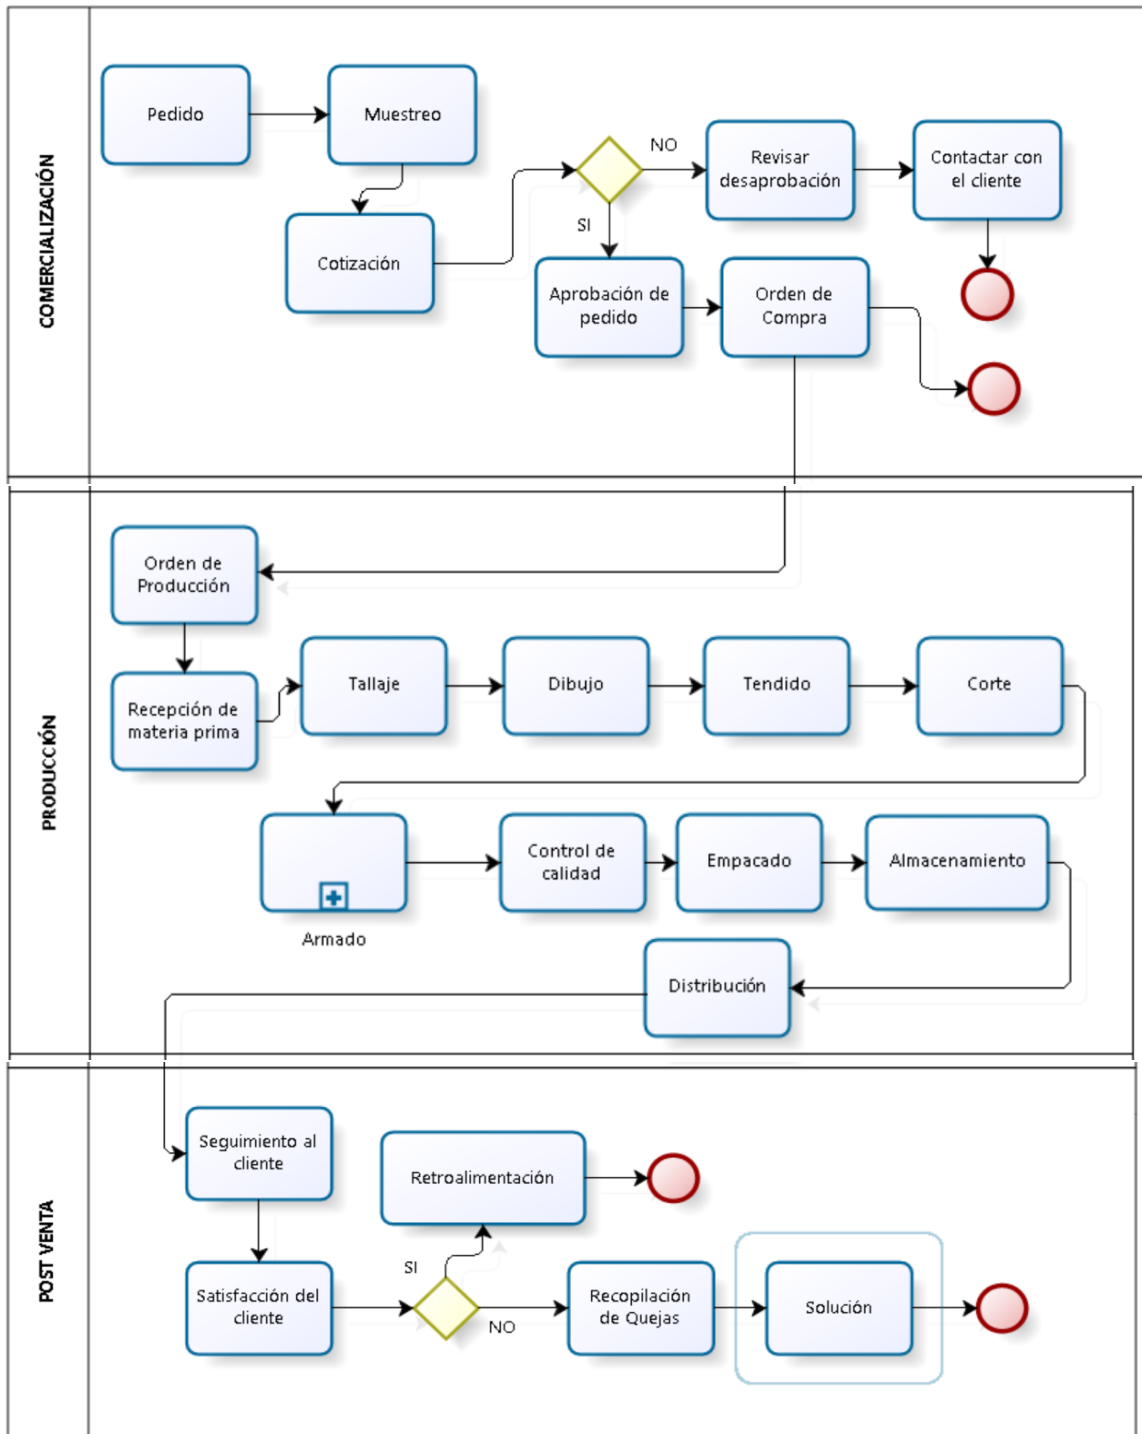 COMERCIALIZACIÓN
Pedido
Muestreo
Cotización
NO
SI
Revisar
desaprobación
Contactar con
el cliente
Aprobación de
pedido
Orden de
Compra
PRODUCCIÓN
Orden de
Producción
Recepción de
materia prima
Tallaje
Dibujo
Tendido
Corte
Armado
Control de
calidad
Empacado
Almacenamiento
Distribución
POST VENTA
Seguimiento al
cliente
Satisfacción del
cliente
SI
NO
Retroalimentación
Recopilación
de Quejas
Solución